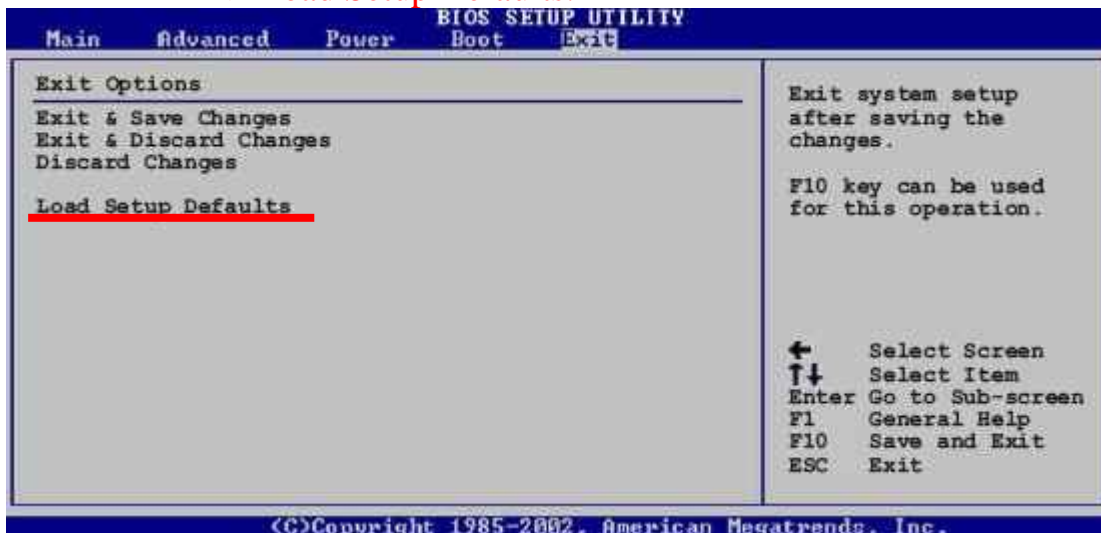 BIOS SETUP UTILITY
Main Advanced Power Boot Exit
Exit Options
Exit & Save Changes
Exit & Discard Changes
Discard Changes
Load Setup Defaults
Exit system setup
after saving the
changes.
F10 key can be used
for this operation.
← Select Screen
↑↓ Select Item
Enter Go to Sub-screen
F1 General Help
F10 Save and Exit
ESC Exit
(C)Copyright 1985-2002, American Megatrends, Inc.